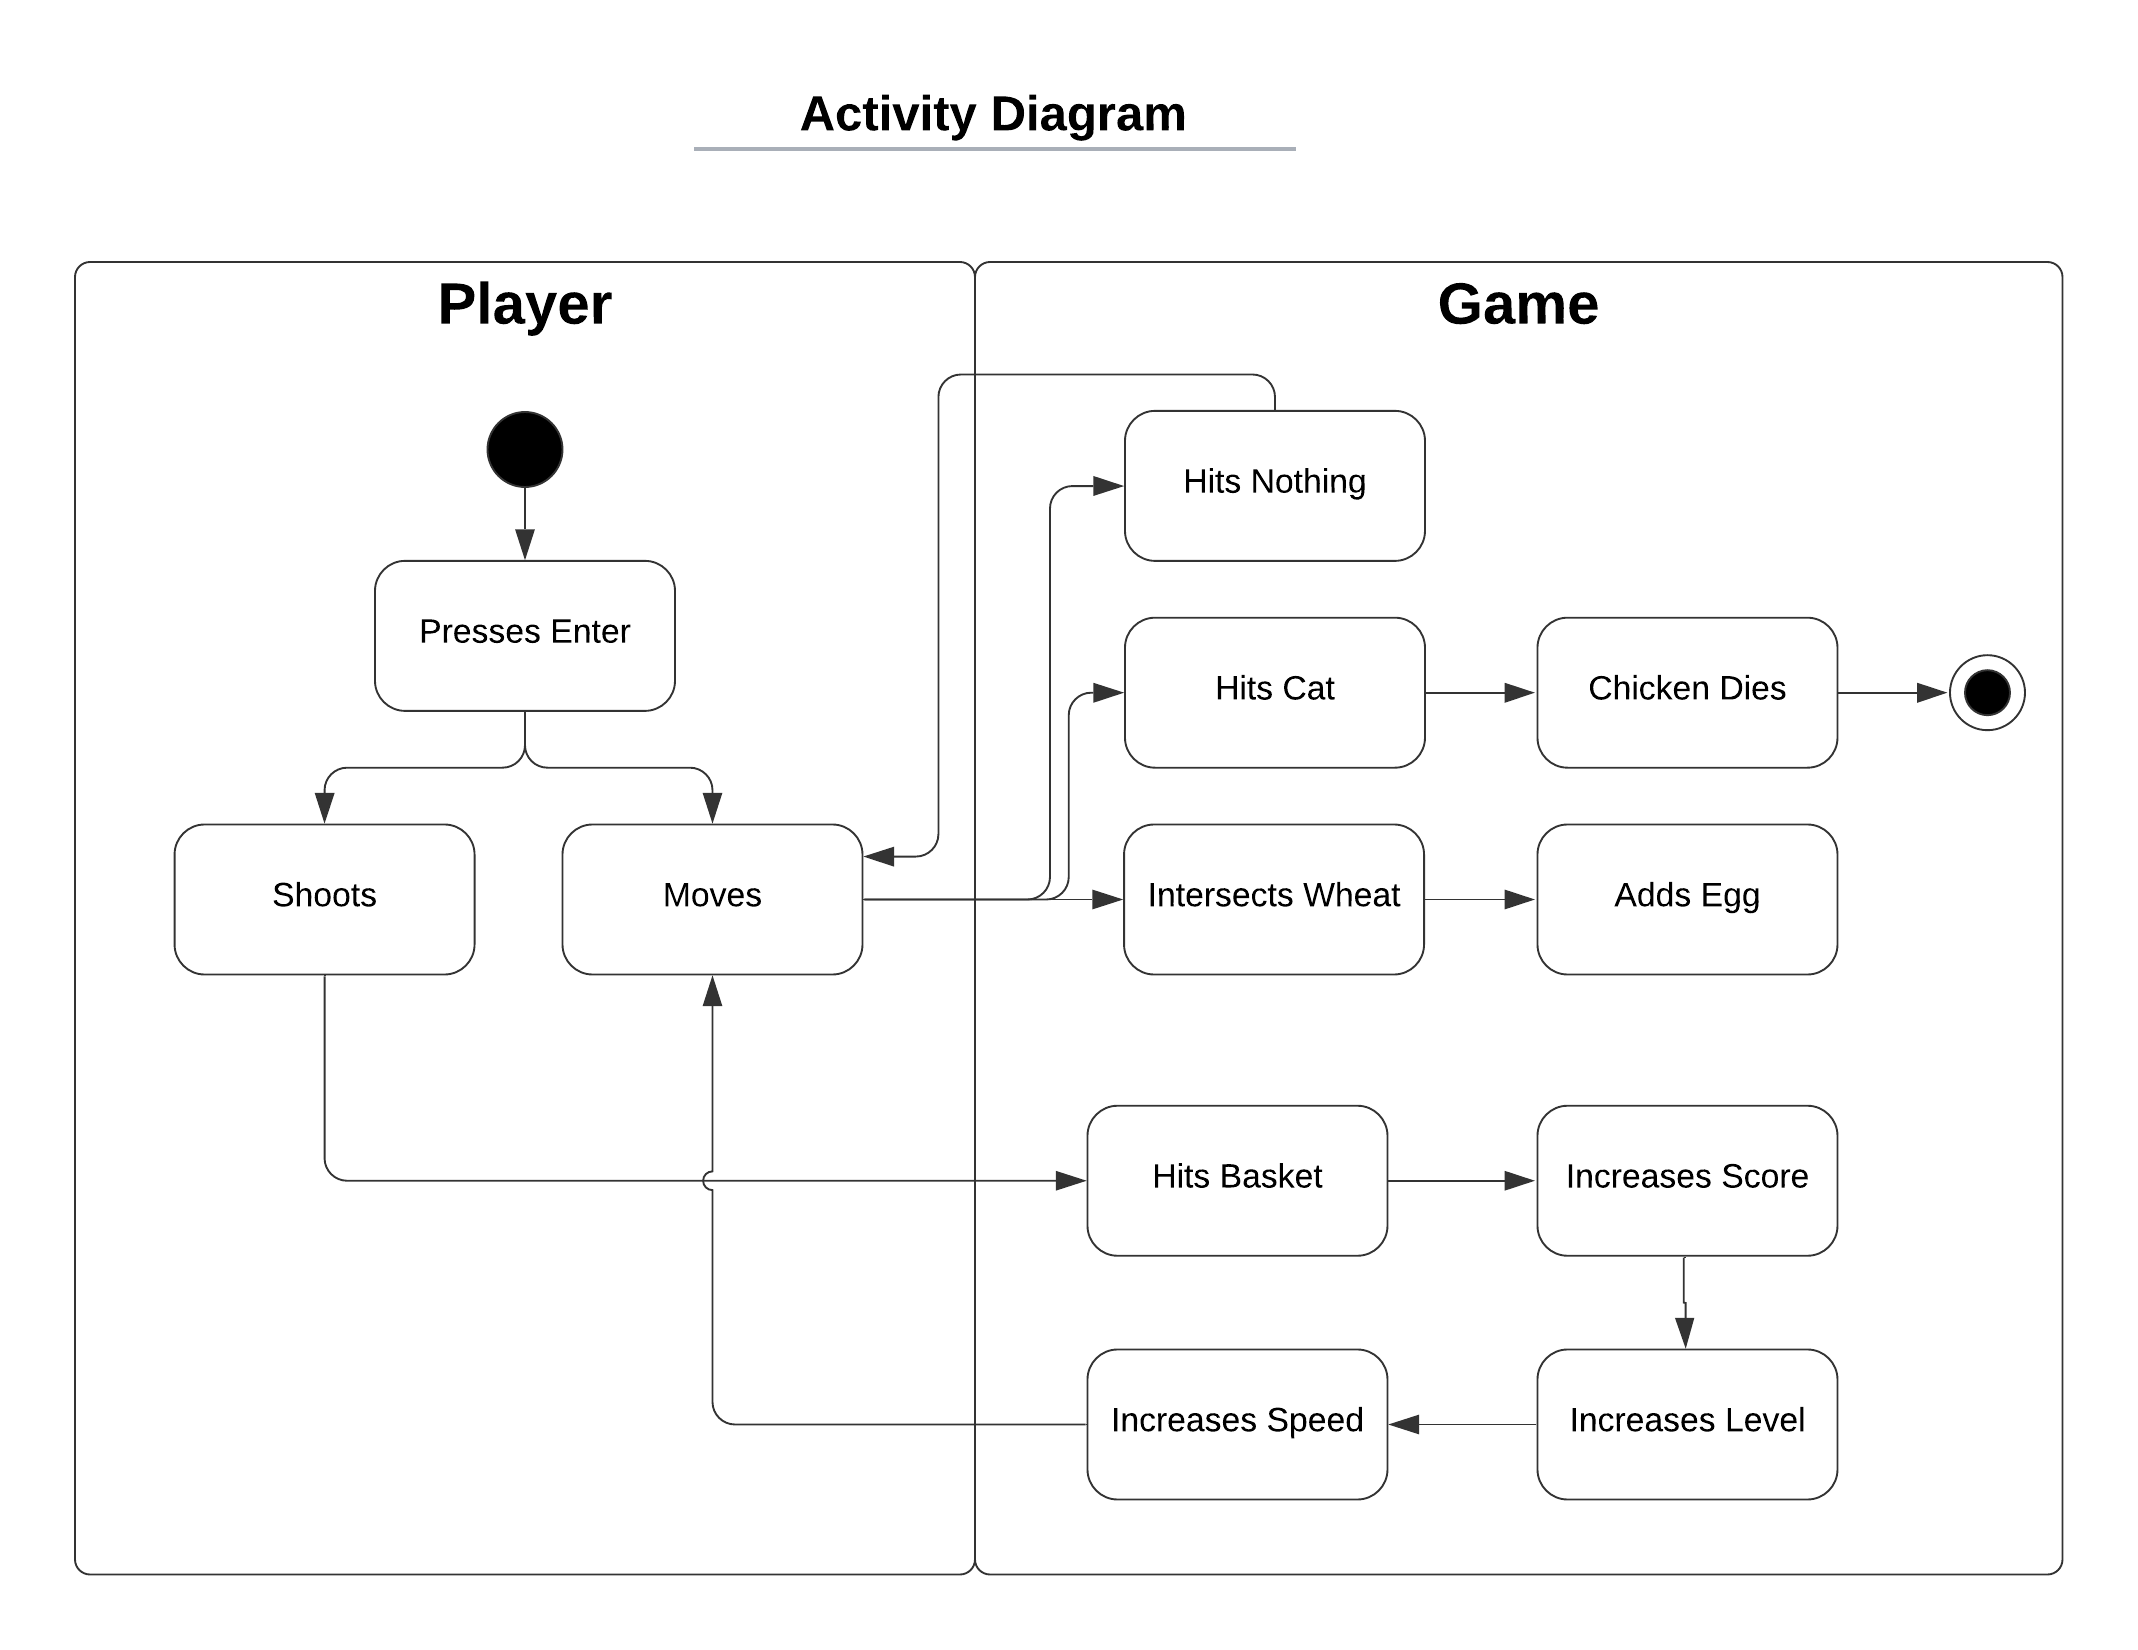 Activity Diagram
Player
Game
Hits Nothing
Presses Enter
Hits Cat
Chicken Dies
Shoots
Moves
Intersects Wheat
Adds Egg
Hits Basket
Increases Score
Increases Speed
Increases Level